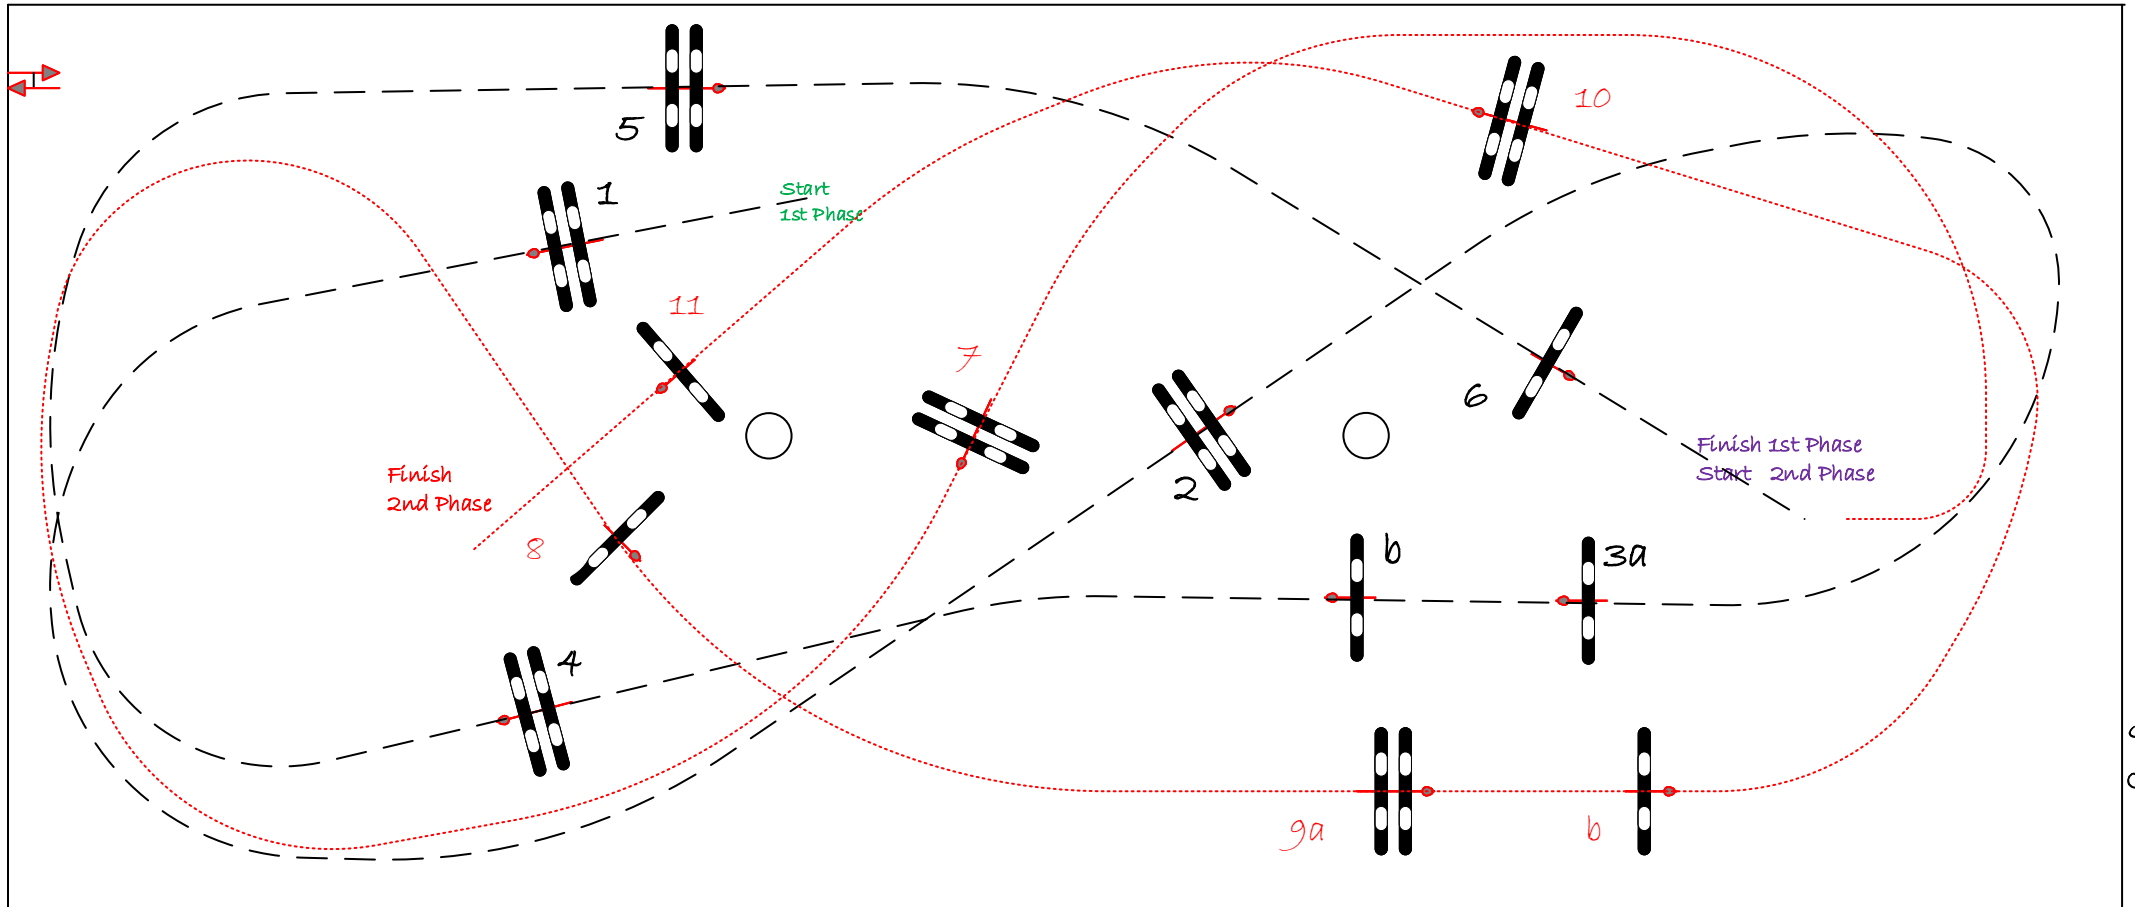 5
10
1
Start
1st Phase
11
7
6
Finish 1st Phase
Start 2nd Phase
Finish
2nd Phase
2
8
b
3a
4
9a
b